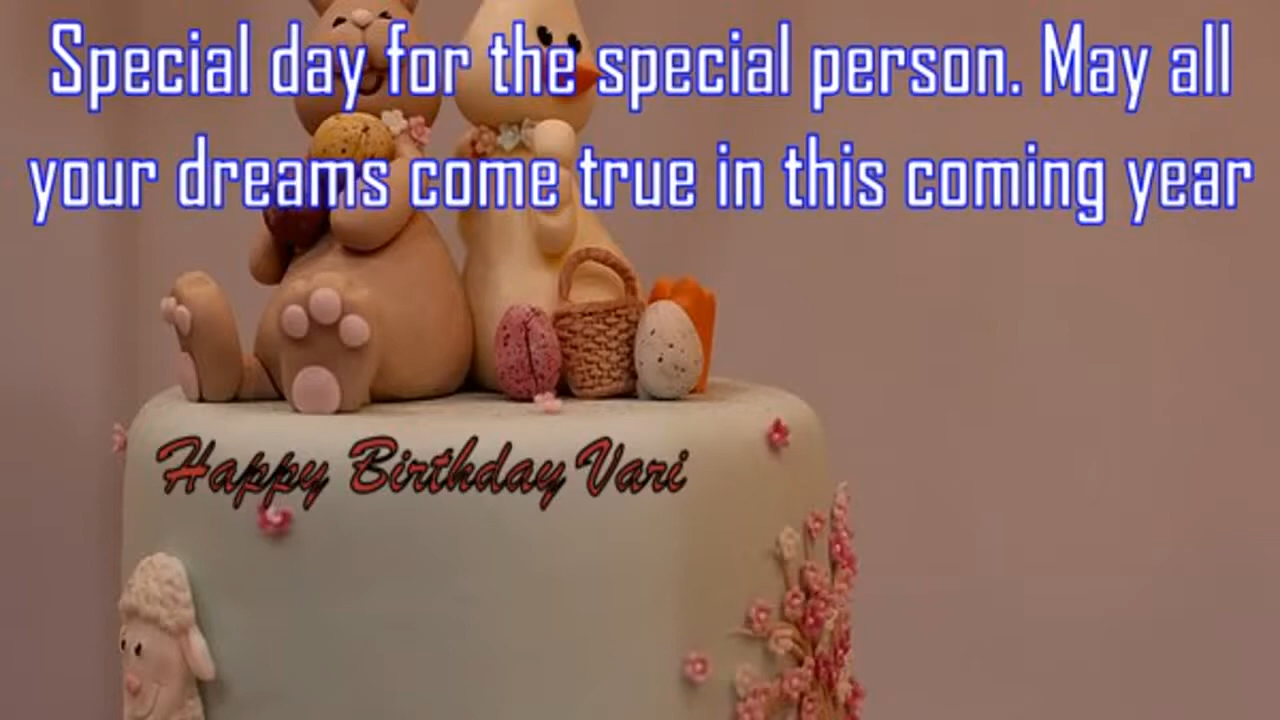 Special day for the special person. May all
your dreams come true in this coming year
Happy Birthday Vari